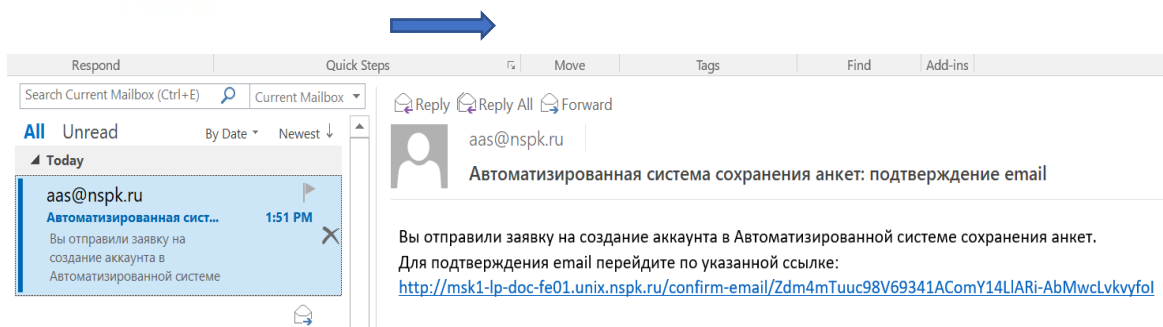 Respond Quick Steps Move Tags Find Add-ins
Search Current Mailbox (Ctrl+E) Current Mailbox
All Unread By Date Newest ↓
Today
aas@nspk.ru
Автоматизированная сист... 1:51 PM
Вы отправили заявку на
создание аккаунта в
Автоматизированной системе
Reply Reply All Forward
aas@nspk.ru
Автоматизированная система сохранения анкет: подтверждение email
Вы отправили заявку на создание аккаунта в Автоматизированной системе сохранения анкет.
Для подтверждения email перейдите по указанной ссылке:
http://msk1-lp-doc-fe01.unix.nspk.ru/confirm-email/Zdm4mTuuc98V69341AComY14LlARi-AbMwcLvkvyfoI